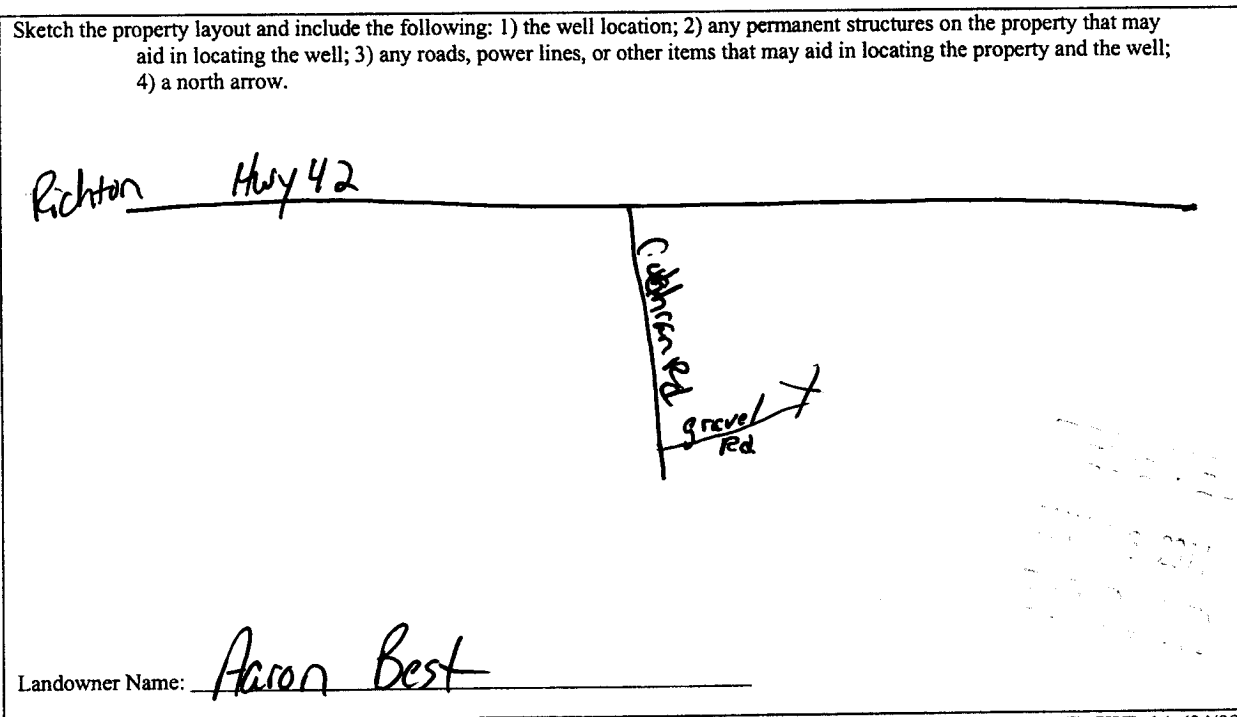 Sketch the property layout and include the following: 1) the well location; 2) any permanent structures on the property that may
aid in locating the well; 3) any roads, power lines, or other items that may aid in locating the property and the well;
4) a north arrow.
Richton Hwy 42
Rd
gravel
Rd
Landowner Name: Aaron Best